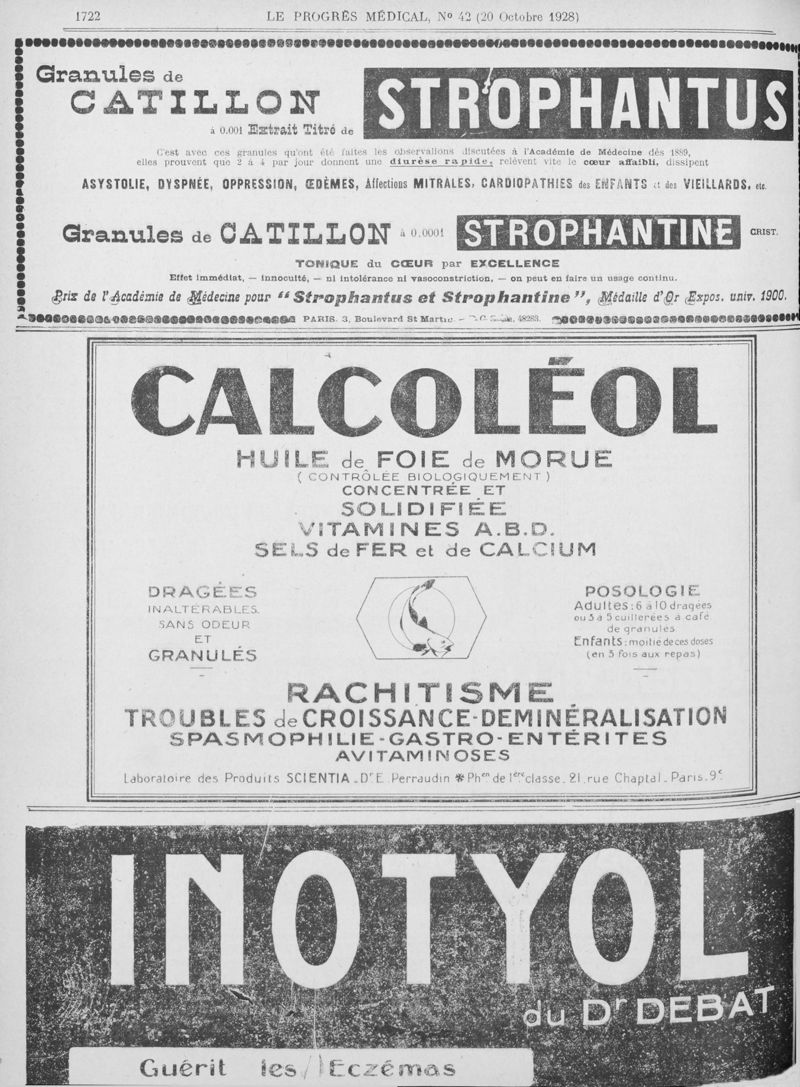 1722
LE PROGRÈS MÉDICAL, No 42 (20 Octobre 1928)
Granules de
CATILLON
à 0.001 Extrait Titré de
STROPHANTUS
C'est avec ces granules qu'ont été faites les observations discutées à l'Académie de Médecine dès 1889,
elles prouvent que 2 à 4 par jour donnent une diurèse rapide, relèvent vite le cœur affaibli, dissipent
ASYSTOLIE, DYSPNÉE, OPPRESSION, ŒDÈMES, Affections MITRALES, CARDIOPATHIES des ENFANTS et des VIEILLARDS, etc.
Granules de CATILLON à 0.0001 STROPHANTINE CRIST.
TONIQUE du CŒUR par EXCELLENCE
Effet immédiat, — innocuité, — ni intolérance ni vasoconstriction, — on peut en faire un usage continu.
Prix de l'Académie de Médecine pour "Strophantus et Strophantine", Médaille d'Or Expos. univ. 1900.
PARIS, 3, Boulevard St Martin — R. C. 48283.
CALCOLÉOL
HUILE de FOIE de MORUE
(CONTRÔLÉE BIOLOGIQUEMENT)
CONCENTRÉE ET
SOLIDIFIÉE
VITAMINES A.B.D.
SELS de FER et de CALCIUM
DRAGÉES
INALTÉRABLES.
SANS ODEUR
ET
GRANULÉS
POSOLOGIE
Adultes: 6 à 10 dragées
ou 3 à 5 cuillerées à café
de granulés
Enfants: moitié de ces doses
(en 3 fois aux repas)
RACHITISME
TROUBLES de CROISSANCE-DEMINÉRALISATION
SPASMOPHILIE-GASTRO-ENTÉRITES
AVITAMINOSES
Laboratoire des Produits SCIENTIA _ Dr E. Perraudin * Phen de 1ère classe. 21, rue Chaptal _ Paris. 9e
INOTYOL
du Dr DEBAT
Guérit les Eczémas